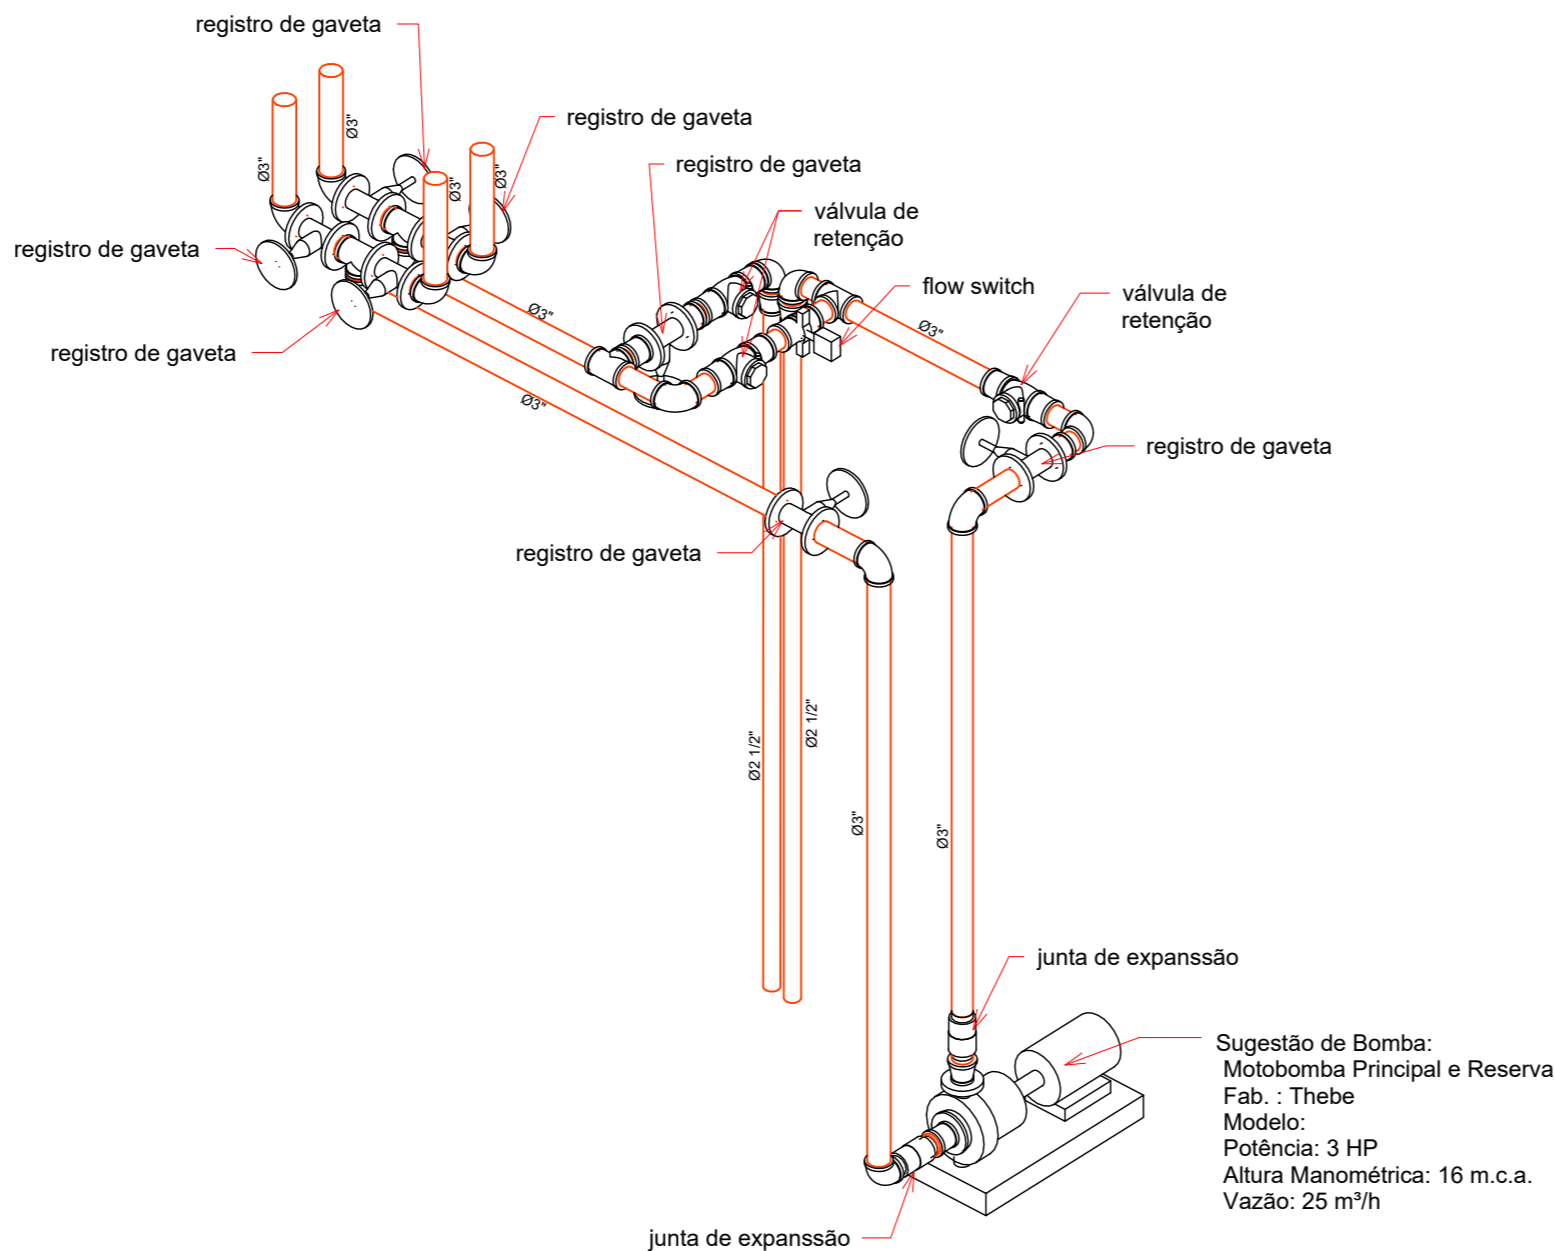 registro de gaveta
registro de gaveta
registro de gaveta
válvula de
retenção
registro de gaveta
flow switch
válvula de
retenção
registro de gaveta
registro de gaveta
registro de gaveta
Ø3"
Ø3"
Ø3"
Ø3"
Ø3"
Ø3"
Ø3"
Ø2 1/2"
Ø2 1/2"
Ø3"
Ø3"
junta de expanssão
Sugestão de Bomba:
Motobomba Principal e Reserva
Fab. : Thebe
Modelo:
Potência: 3 HP
Altura Manométrica: 16 m.c.a.
Vazão: 25 m³/h
junta de expanssão